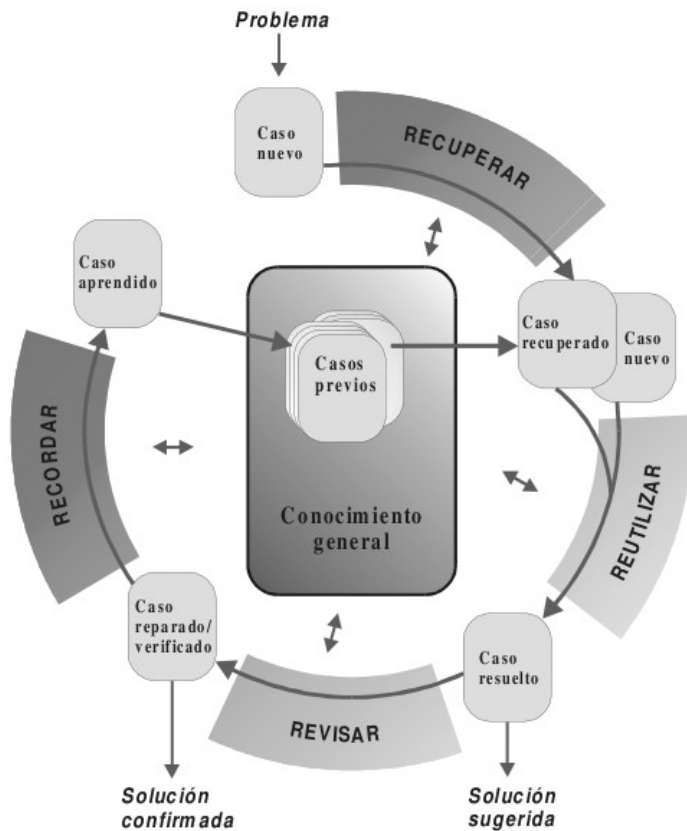 Problema
Caso
nuevo
RECUPERAR
Caso
aprendido
Caso
recuperado
Caso
nuevo
Casos
previos
RECORDAR
Conocimiento
general
REUTILIZAR
Caso
reparado/
verificado
Caso
resuelto
REVISAR
Solución
confirmada
Solución
sugerida